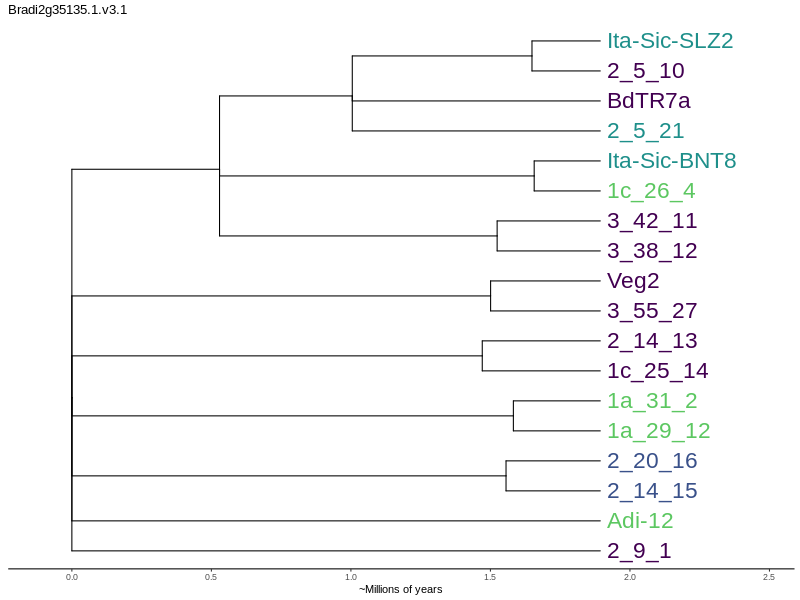 Bradi2g35135.1.v3.1
Ita-Sic-SLZ2
2_5_10
BdTR7a
2_5_21
Ita-Sic-BNT8
1c_26_4
3_42_11
3_38_12
Veg2
3_55_27
2_14_13
1c_25_14
1a_31_2
1a_29_12
2_20_16
2_14_15
Adi-12
2_9_1
0.0 0.5 1.0 1.5 2.0 2.5
~Millions of years